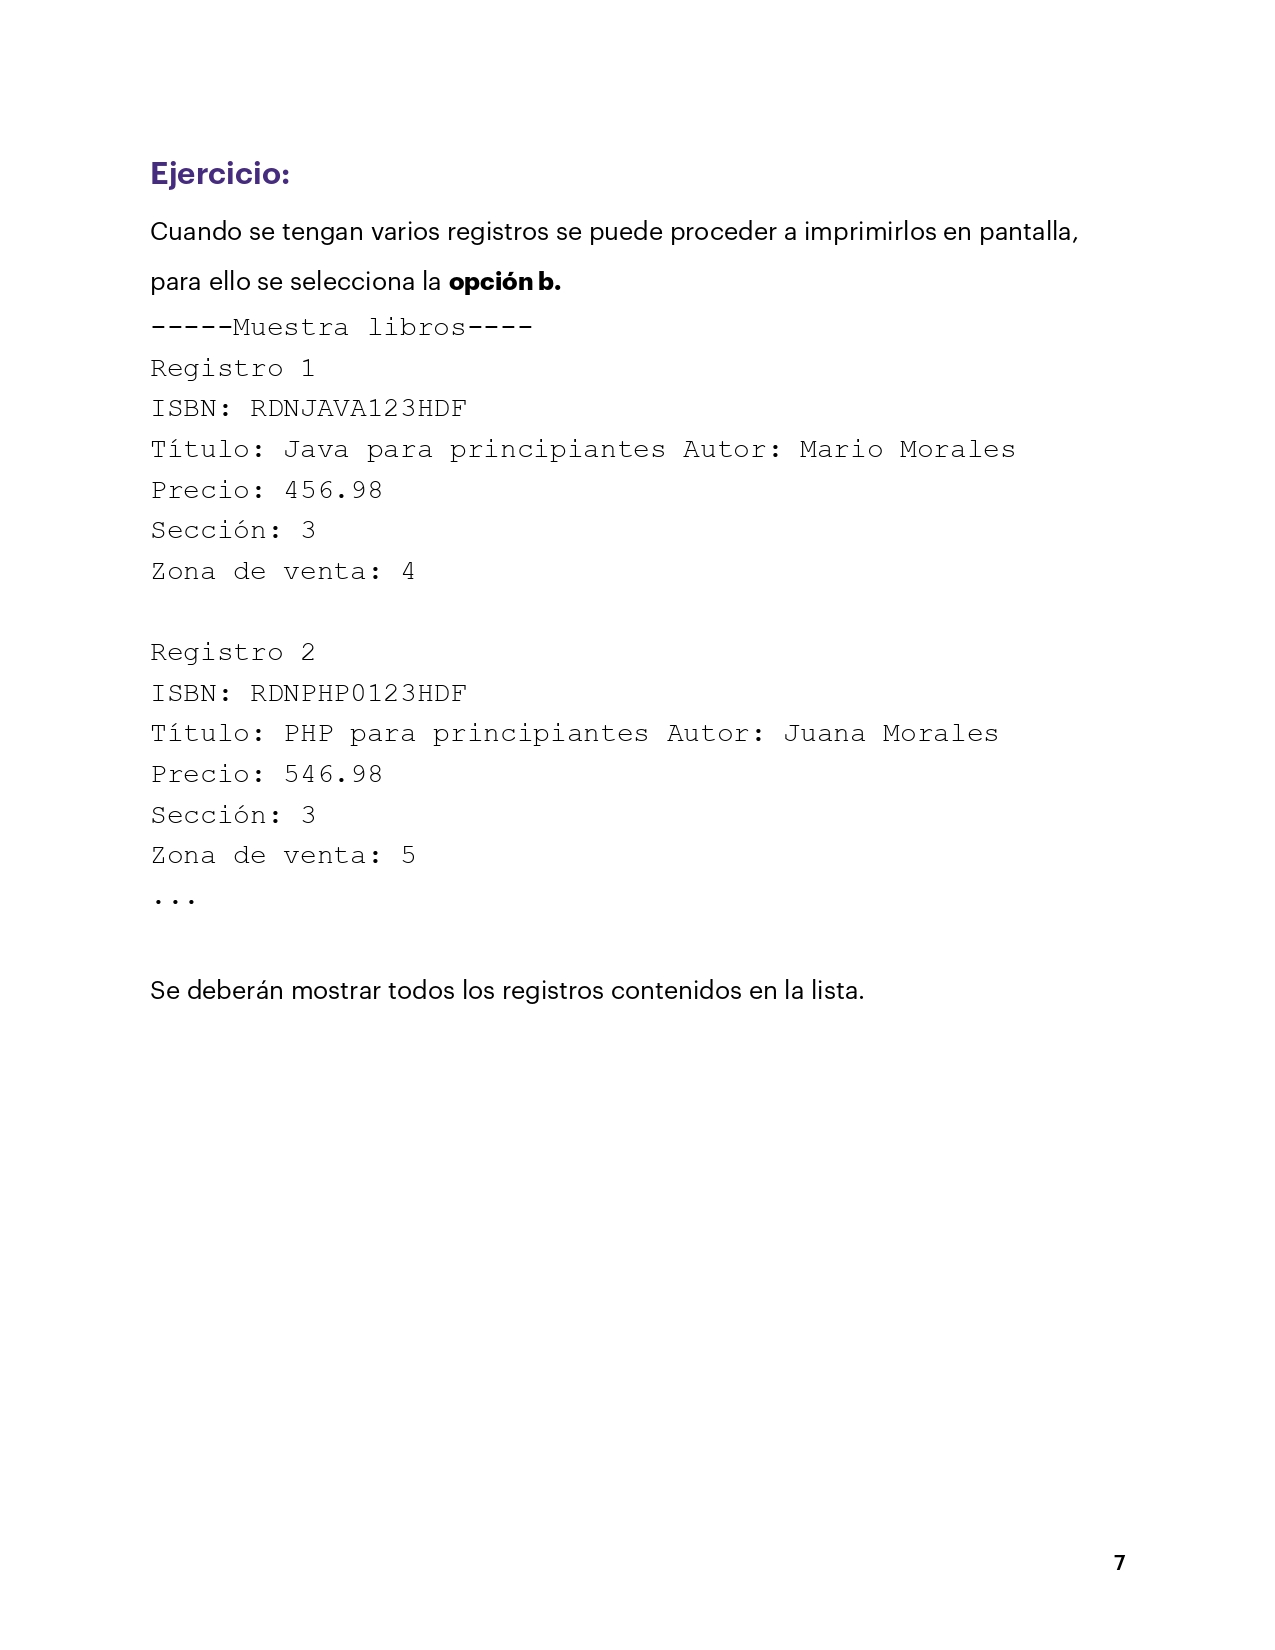 Ejercicio:
Cuando se tengan varios registros se puede proceder a imprimirlos en pantalla,
para ello se selecciona la opción b.
-----Muestra libros----
Registro 1
ISBN: RDNJAVA123HDF
Título: Java para principiantes Autor: Mario Morales
Precio: 456.98
Sección: 3
Zona de venta: 4
Registro 2
ISBN: RDNPHP0123HDF
Título: PHP para principiantes Autor: Juana Morales
Precio: 546.98
Sección: 3
Zona de venta: 5
...
Se deberán mostrar todos los registros contenidos en la lista.
7